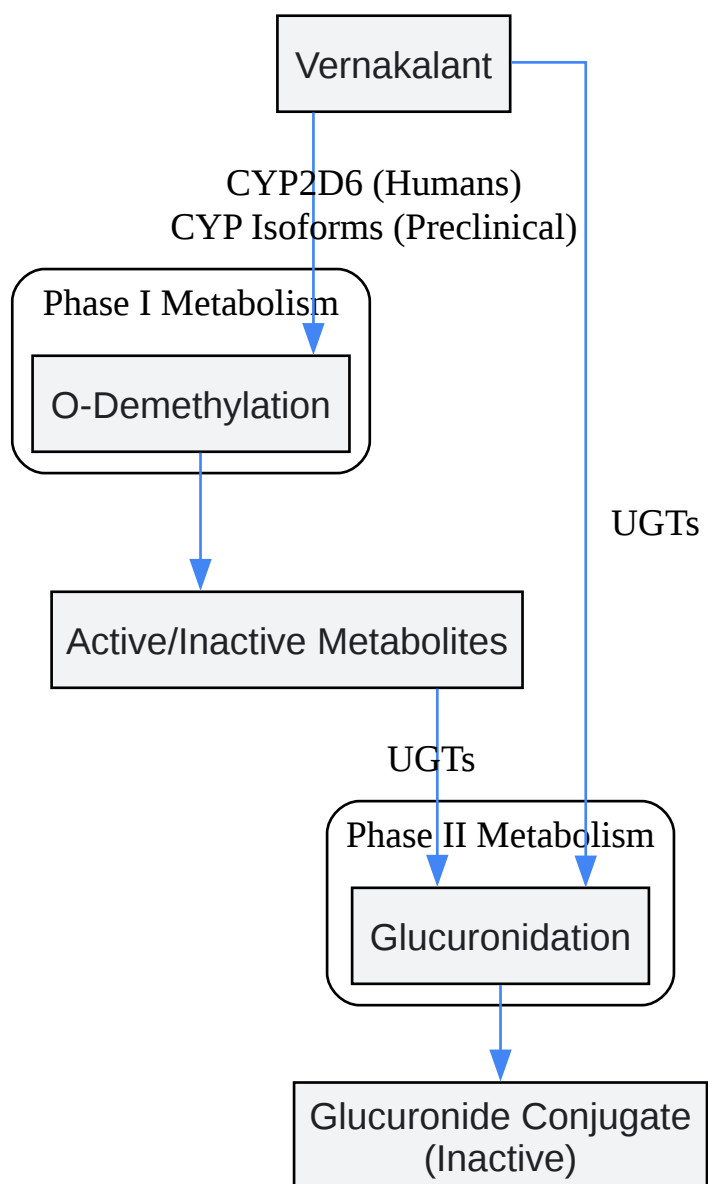 Vernakalant
CYP2D6 (Humans)
CYP Isoforms (Preclinical)
Phase I Metabolism
O-Demethylation
UGTs
Active/Inactive Metabolites
UGTs
Phase II Metabolism
Glucuronidation
Glucuronide Conjugate
(Inactive)